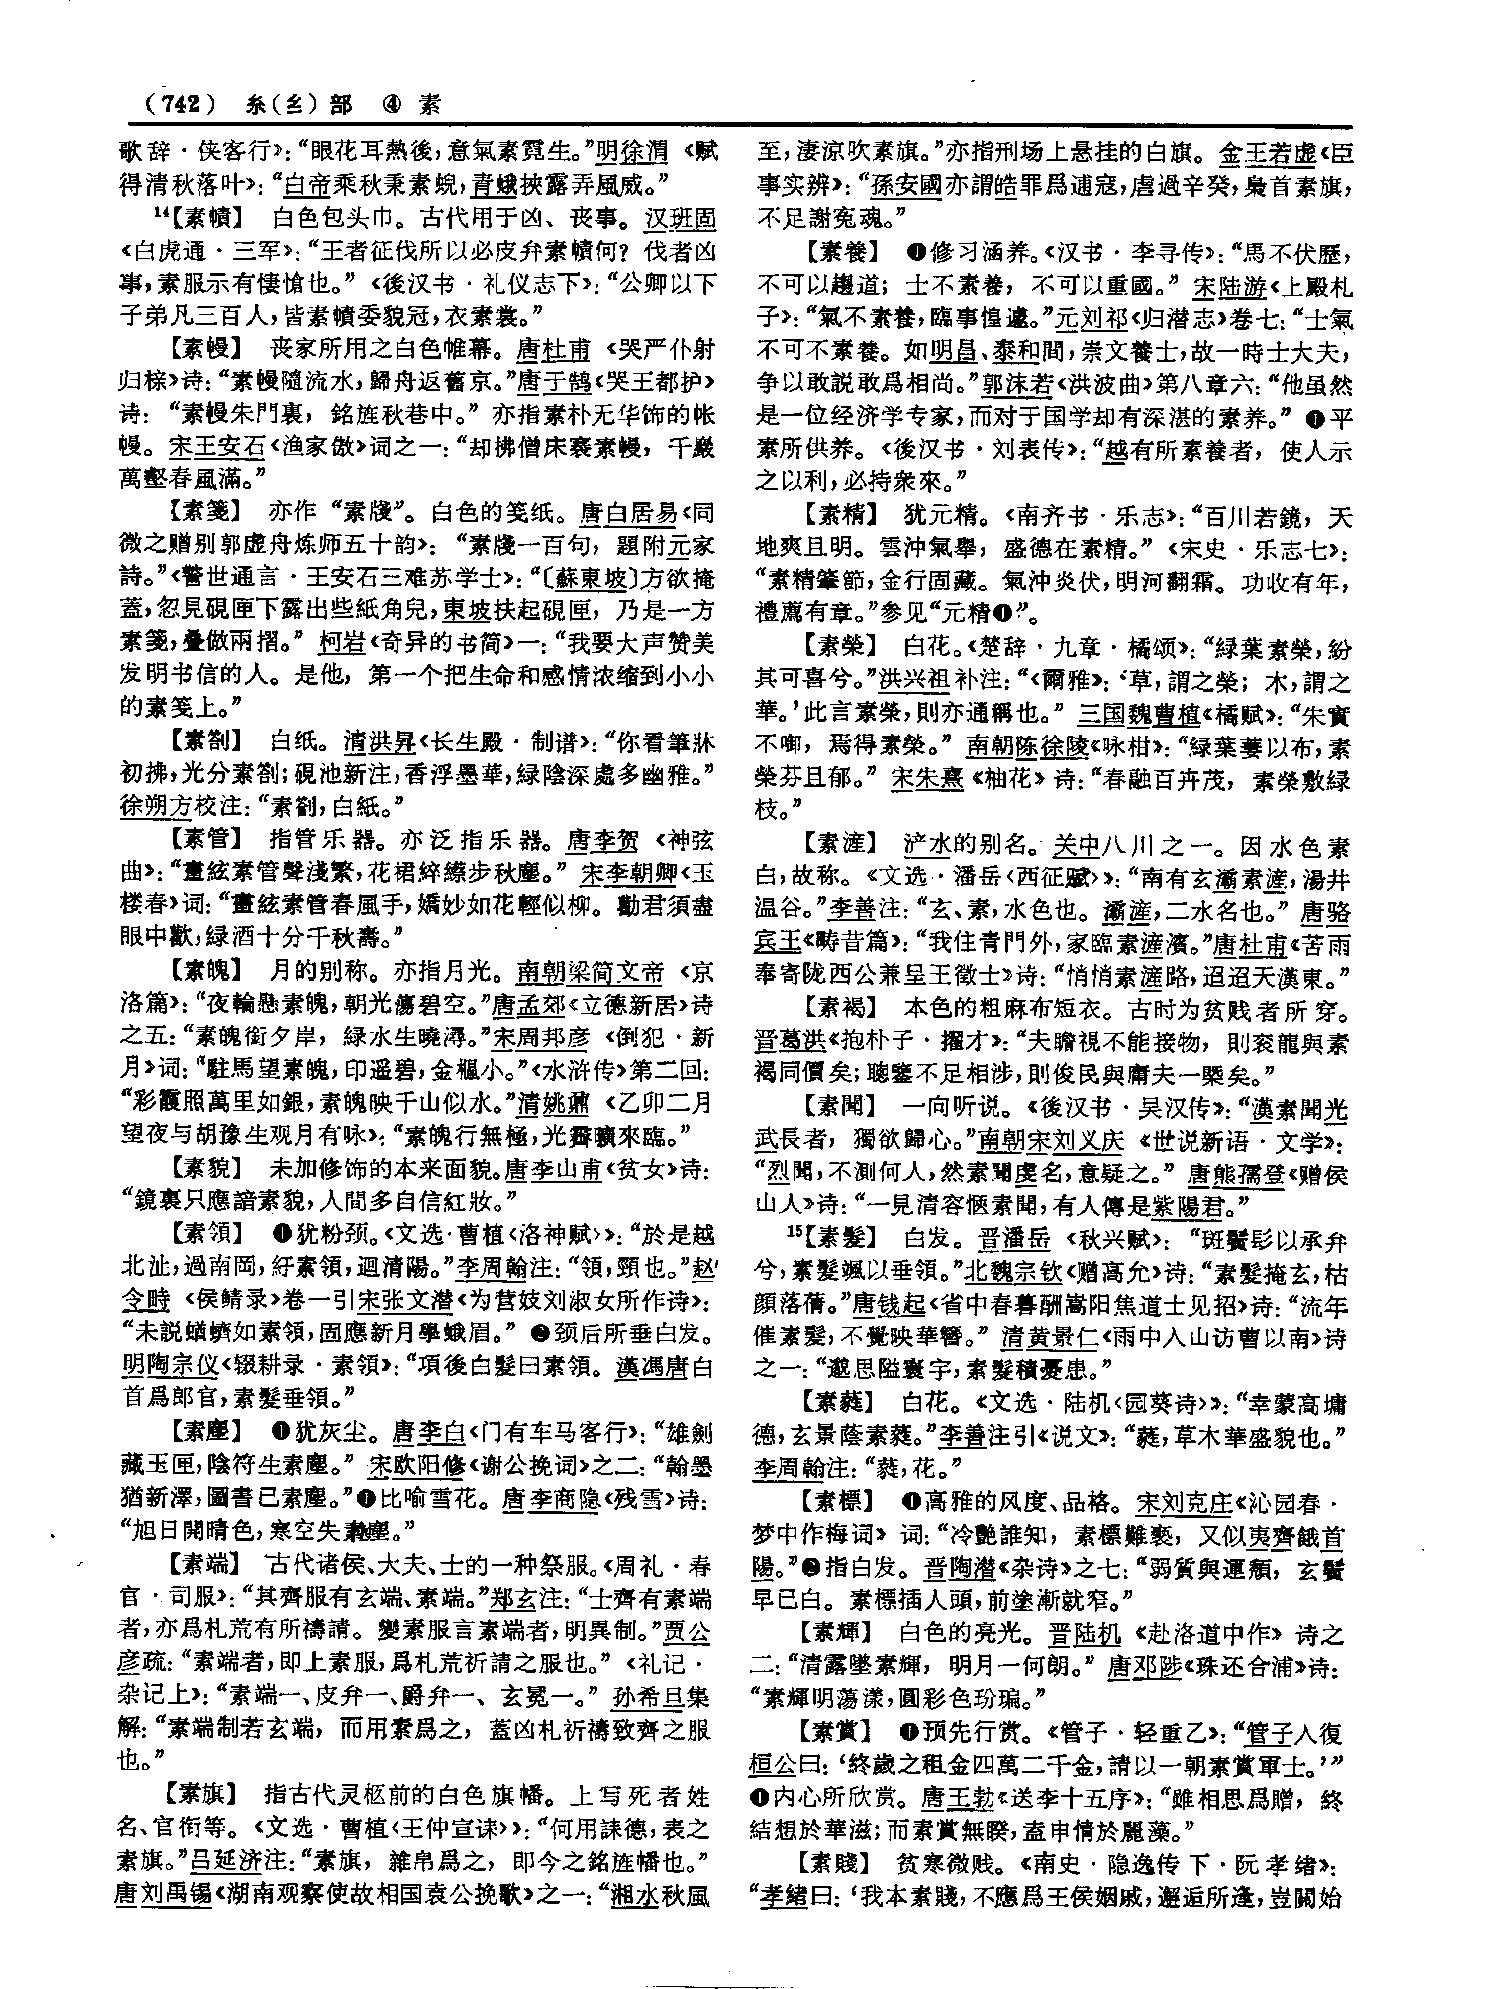 (742) 糸(纟)部 ④ 素
歌辞·侠客行》：“眼花耳熱後，意氣素霓生。”明徐渭《赋
得清秋落叶》：“白帝乘秋秉素蜺，青娥挾露弄風威。”
14【素幘】 白色包头巾。古代用于凶、丧事。汉班固
《白虎通·三军》：“王者征伐所以必皮弁素幘何？伐者凶
事，素服示有悽愴也。”《後汉书·礼仪志下》：“公卿以下
子弟凡三百人，皆素幘委貌冠，衣素裳。”
【素幔】 丧家所用之白色帷幕。唐杜甫《哭严仆射
归榇》诗：“素幔隨流水，歸舟返舊京。”唐于鹄《哭王都护》
诗：“素幔朱門裏，銘旌秋巷中。”亦指素朴无华饰的帐
幔。宋王安石《渔家傲》词之一：“却拂僧床褰素幔，千巖
萬壑春風滿。”
【素箋】 亦作“素牋”。白色的笺纸。唐白居易《同
微之赠别郭虚舟炼师五十韵》：“素牋一百句，題附元家
詩。”《警世通言·王安石三难苏学士》：“〔蘇東坡〕方欲掩
蓋，忽見硯匣下露出些紙角兒，東坡扶起硯匣，乃是一方
素箋，疊做兩摺。”柯岩《奇异的书简》一：“我要大声赞美
发明书信的人。是他，第一个把生命和感情浓缩到小小
的素笺上。”
【素劄】 白纸。清洪昇《长生殿·制谱》：“你看筆牀
初拂，光分素劄；硯池新注，香浮墨華，緑陰深處多幽雅。”
徐朔方校注：“素劄，白紙。”
【素管】 指管乐器。亦泛指乐器。唐李贺《神弦
曲》：“畫絃素管聲淺繁，花裙綷縩步秋塵。”宋李朝卿《玉
楼春》词：“畫絃素管春風手，嬌妙如花輕似柳。勸君須盡
眼中歡，緑酒十分千秋壽。”
【素魄】 月的别称。亦指月光。南朝梁简文帝《京
洛篇》：“夜輪懸素魄，朝光蕩碧空。”唐孟郊《立德新居》诗
之五：“素魄銜夕岸，緑水生曉潯。”宋周邦彦《倒犯·新
月》词：“駐馬望素魄，印遥碧，金樞小。”《水浒传》第二回：
“彩霞照萬里如銀，素魄映千山似水。”清姚鼐《乙卯二月
望夜与胡豫生观月有咏》：“素魄行無極，光霽曠來臨。”
【素貌】 未加修饰的本来面貌。唐李山甫《贫女》诗：
“鏡裏只應諳素貌，人間多自信紅妝。”
【素領】 ❶犹粉颈。《文选·曹植〈洛神赋〉》：“於是越
北沚，過南岡，紆素領，迴清陽。”李周翰注：“領，頸也。”赵
令畤《侯鲭录》卷一引宋张文潜《为营妓刘淑女所作诗》：
“未説蝤蠐如素領，固應新月學蛾眉。”❷颈后所垂白发。
明陶宗仪《辍耕录·素領》：“項後白髮曰素領。漢馮唐白
首爲郎官，素髮垂領。”
【素塵】 ❶犹灰尘。唐李白《门有车马客行》：“雄劍
藏玉匣，陰符生素塵。”宋欧阳修《谢公挽词》之二：“翰墨
猶新澤，圖書已素塵。”❶比喻雪花。唐李商隐《残雪》诗：
“旭日開晴色，寒空失素塵。”
【素端】 古代诸侯、大夫、士的一种祭服。《周礼·春
官·司服》：“其齊服有玄端、素端。”郑玄注：“士齊有素端
者，亦爲札荒有所禱請。變素服言素端者，明異制。”贾公
彦疏：“素端者，即上素服，爲札荒祈請之服也。”《礼记·
杂记上》：“素端一、皮弁一、爵弁一、玄冕一。”孙希旦集
解：“素端制若玄端，而用素爲之，蓋凶札祈禱致齊之服
也。”
【素旗】 指古代灵柩前的白色旗幡。上写死者姓
名、官衔等。《文选·曹植〈王仲宣诔〉》：“何用誄德，表之
素旗。”吕延济注：“素旗，雜帛爲之，即今之銘旌幡也。”
唐刘禹锡《湖南观察使故相国袁公挽歌》之一：“湘水秋風
至，淒涼吹素旗。”亦指刑场上悬挂的白旗。金王若虚《臣
事实辨》：“孫安國亦謂皓罪爲逋寇，虐過辛癸，梟首素旗，
不足謝冤魂。”
【素養】 ❶修习涵养。《汉书·李寻传》：“馬不伏歷，
不可以趨道；士不素養，不可以重國。”宋陆游《上殿札
子》：“氣不素養，臨事惶遽。”元刘祁《归潜志》卷七：“士氣
不可不素養。如明昌、泰和間，崇文養士，故一時士大夫，
争以敢説敢爲相尚。”郭沫若《洪波曲》第八章六：“他虽然
是一位经济学专家，而对于国学却有深湛的素养。”❶平
素所供养。《後汉书·刘表传》：“越有所素養者，使人示
之以利，必持衆來。”
【素精】 犹元精。《南齐书·乐志》：“百川若鏡，天
地爽且明。雲沖氣舉，盛德在素精。”《宋史·乐志七》：
“素精肇節，金行固藏。氣沖炎伏，明河翻霜。功收有年，
禮薦有章。”参见“元精❶”。
【素榮】 白花。《楚辞·九章·橘颂》：“緑葉素榮，紛
其可喜兮。”洪兴祖补注：“《爾雅》：‘草，謂之榮；木，謂之
華。’此言素榮，則亦通稱也。”三国魏曹植《橘赋》：“朱實
不啣，焉得素榮。”南朝陈徐陵《咏柑》：“緑葉萋以布，素
榮芬且郁。”宋朱熹《柚花》诗：“春融百卉茂，素榮敷緑
枝。”
【素滻】 浐水的别名。关中八川之一。因水色素
白，故称。《文选·潘岳〈西征赋〉》：“南有玄灞素滻，湯井
温谷。”李善注：“玄、素，水色也。灞滻，二水名也。”唐骆
宾王《畴昔篇》：“我住青門外，家臨素滻濱。”唐杜甫《苦雨
奉寄陇西公兼呈王徵士》诗：“悄悄素滻路，迢迢天漢東。”
【素褐】 本色的粗麻布短衣。古时为贫贱者所穿。
晋葛洪《抱朴子·擢才》：“夫瞻視不能接物，則衮龍與素
褐同價矣；聰鑒不足相涉，則俊民與庸夫一槩矣。”
【素聞】 一向听说。《後汉书·吴汉传》：“漢素聞光
武長者，獨欲歸心。”南朝宋刘义庆《世说新语·文学》：
“烈聞，不測何人，然素聞虔名，意疑之。”唐熊孺登《赠侯
山人》诗：“一見清容愜素聞，有人傳是紫陽君。”
15【素髮】 白发。晋潘岳《秋兴赋》：“斑鬢髟以承弁
兮，素髮颯以垂領。”北魏宗钦《赠高允》诗：“素髮掩玄，枯
顔落蒨。”唐钱起《省中春暮酬嵩阳焦道士见招》诗：“流年
催素髮，不覺映華簪。”清黄景仁《雨中入山访曹以南》诗
之一：“邈思隘寰宇，素髮積憂患。”
【素蕤】 白花。《文选·陆机〈园葵诗〉》：“幸蒙高墉
德，玄景蔭素蕤。”李善注引《说文》：“蕤，草木華盛貌也。”
李周翰注：“蕤，花。”
【素標】 ❶高雅的风度、品格。宋刘克庄《沁园春·
梦中作梅词》词：“冷艷誰知，素標難褻，又似夷齊餓首
陽。”❷指白发。晋陶潜《杂诗》之七：“弱質與運頽，玄鬢
早已白。素標插人頭，前塗漸就窄。”
【素輝】 白色的亮光。晋陆机《赴洛道中作》诗之
二：“清露墜素輝，明月一何朗。”唐邓陟《珠还合浦》诗：
“素輝明蕩漾，圓彩色玢璘。”
【素賞】 ❶预先行赏。《管子·轻重乙》：“管子入復
桓公曰：‘終歲之租金四萬二千金，請以一朝素賞軍士。’”
❶内心所欣赏。唐王勃《送李十五序》：“雖相思爲贈，終
結想於華滋；而素賞無睽，盍申情於麗藻。”
【素賤】 贫寒微贱。《南史·隐逸传下·阮孝绪》：
“孝緒曰：‘我本素賤，不應爲王侯姻戚，邂逅所逢，豈關始